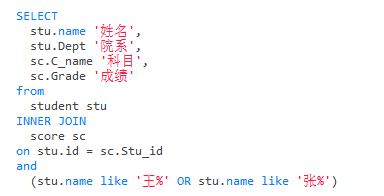 SELECT
stu.name '姓名',
stu.Dept '院系',
sc.C_name '科目',
sc.Grade '成绩'
from
student stu
INNER JOIN
score sc
on stu.id = sc.Stu_id
and
(stu.name like '王%' OR stu.name like '张%')